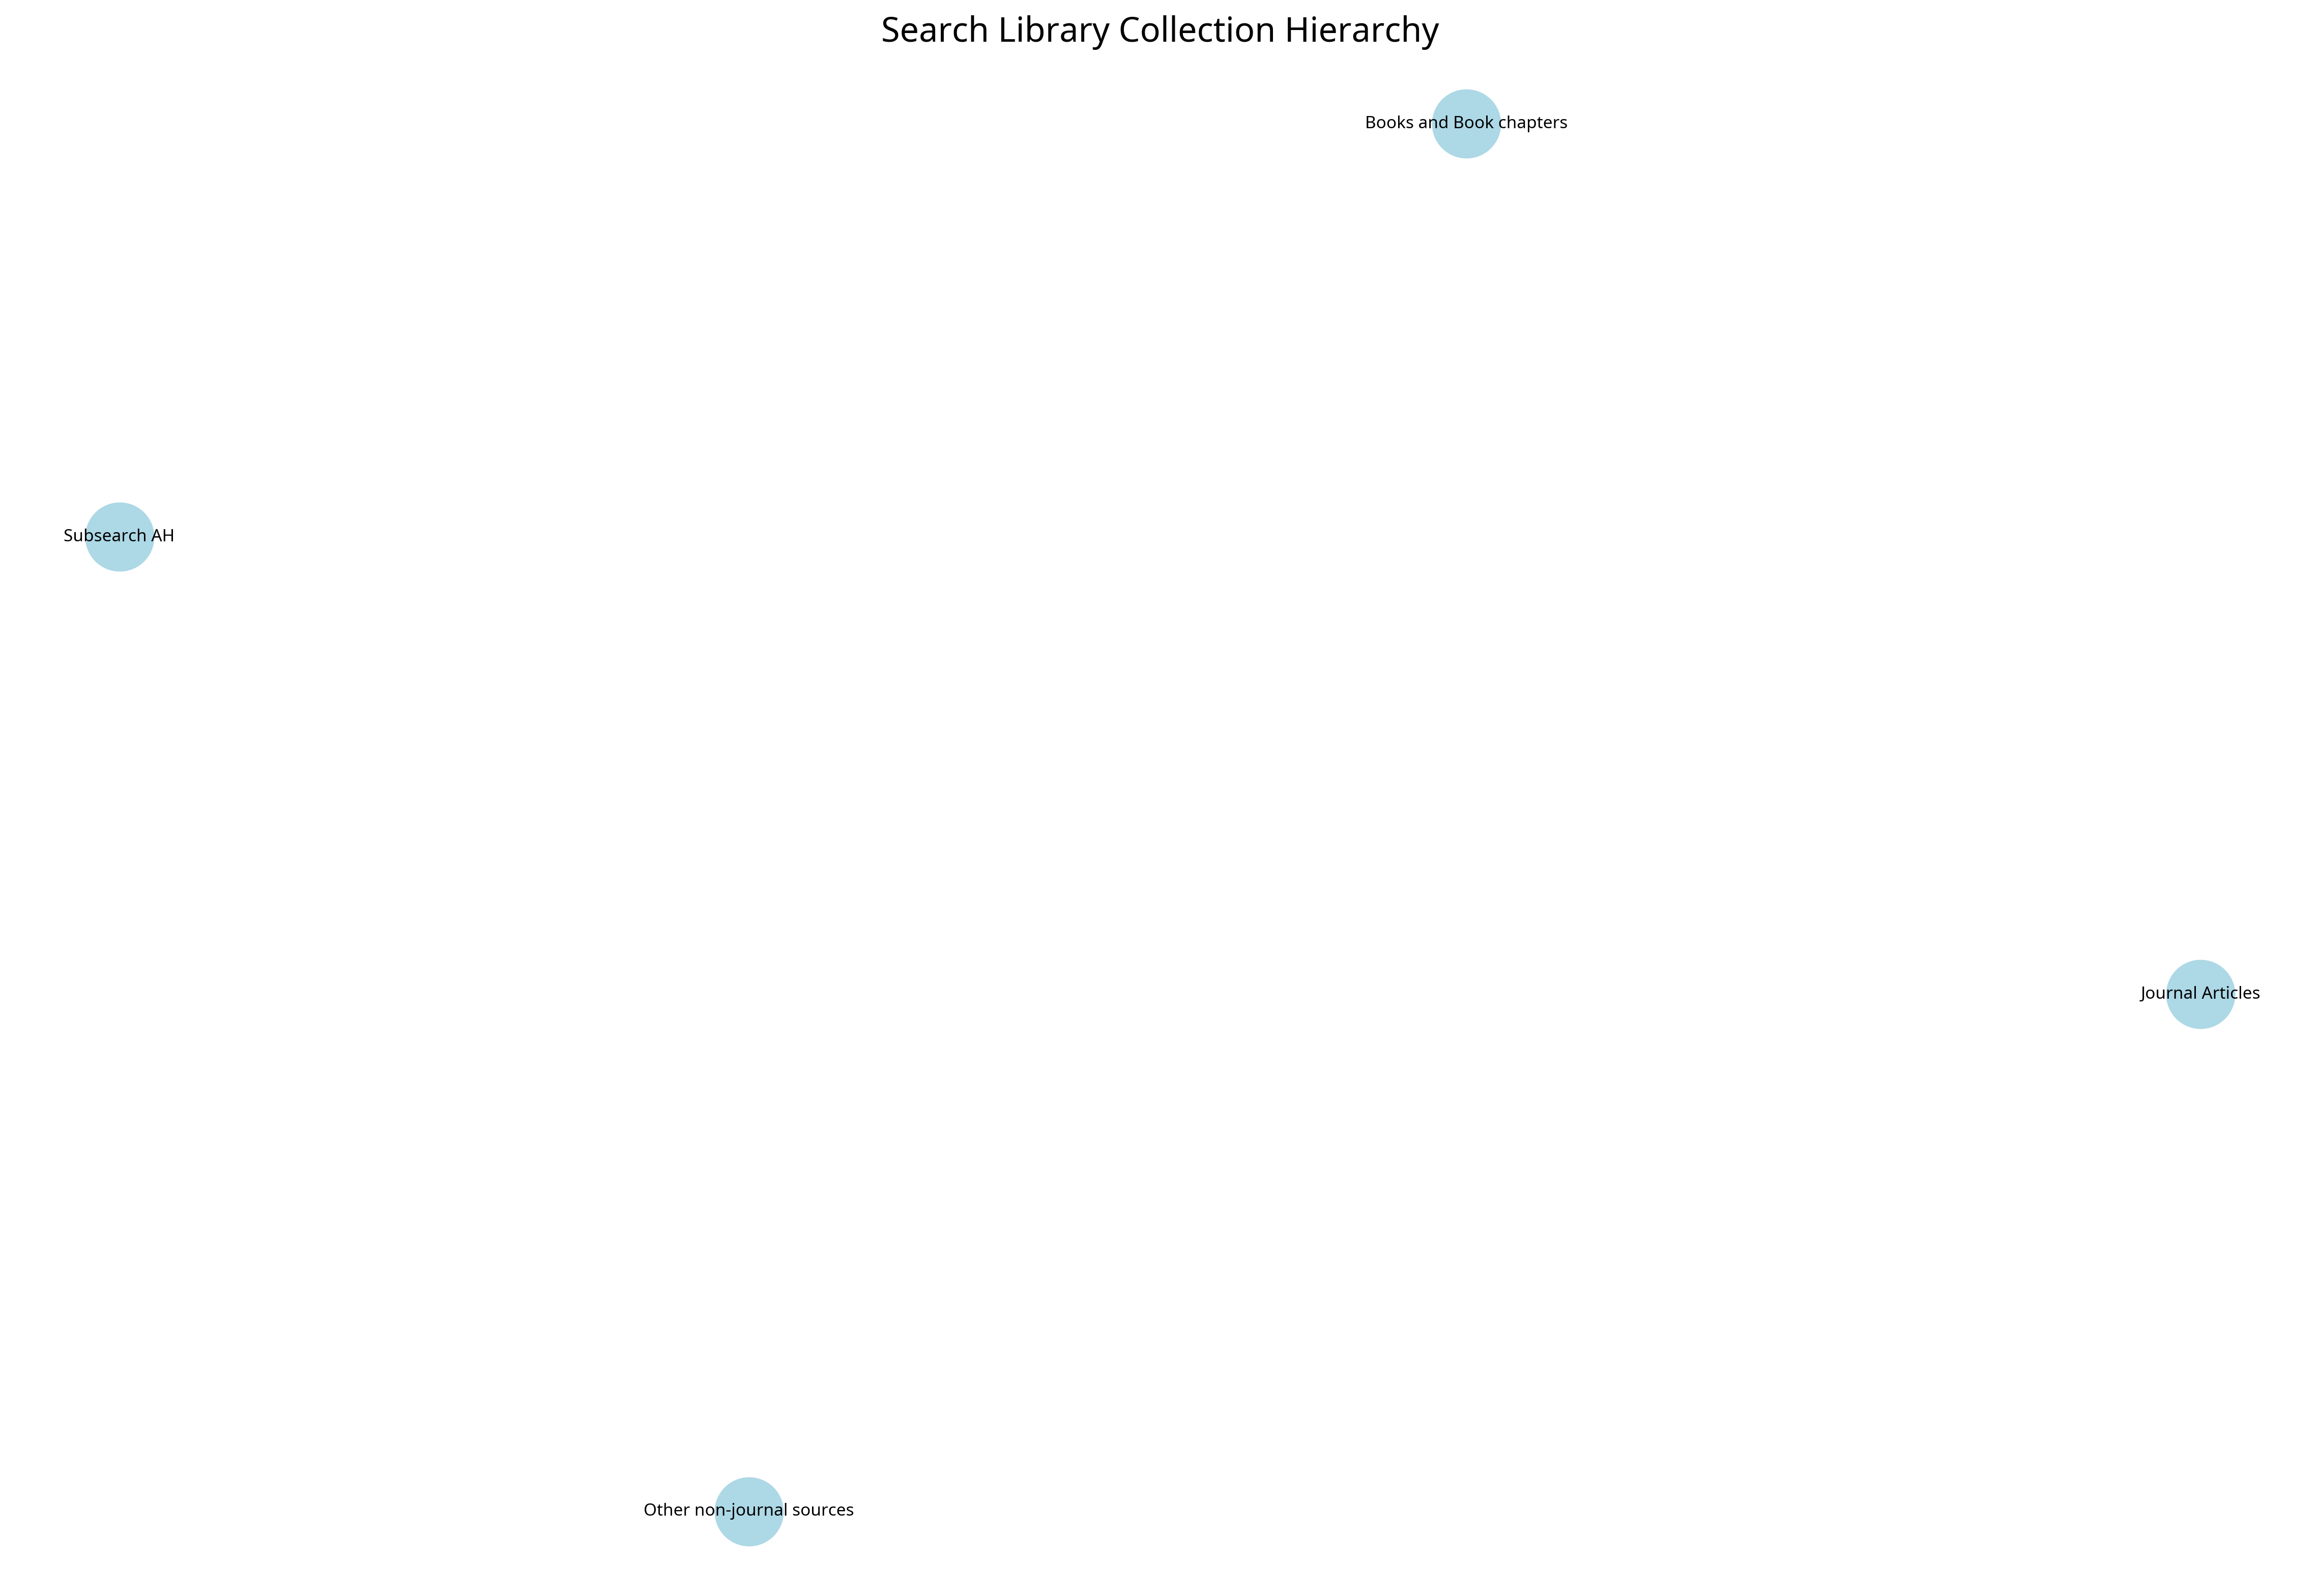 Search Library Collection Hierarchy
Books and Book chapters
Subsearch AH
Journal Articles
Other non-journal sources